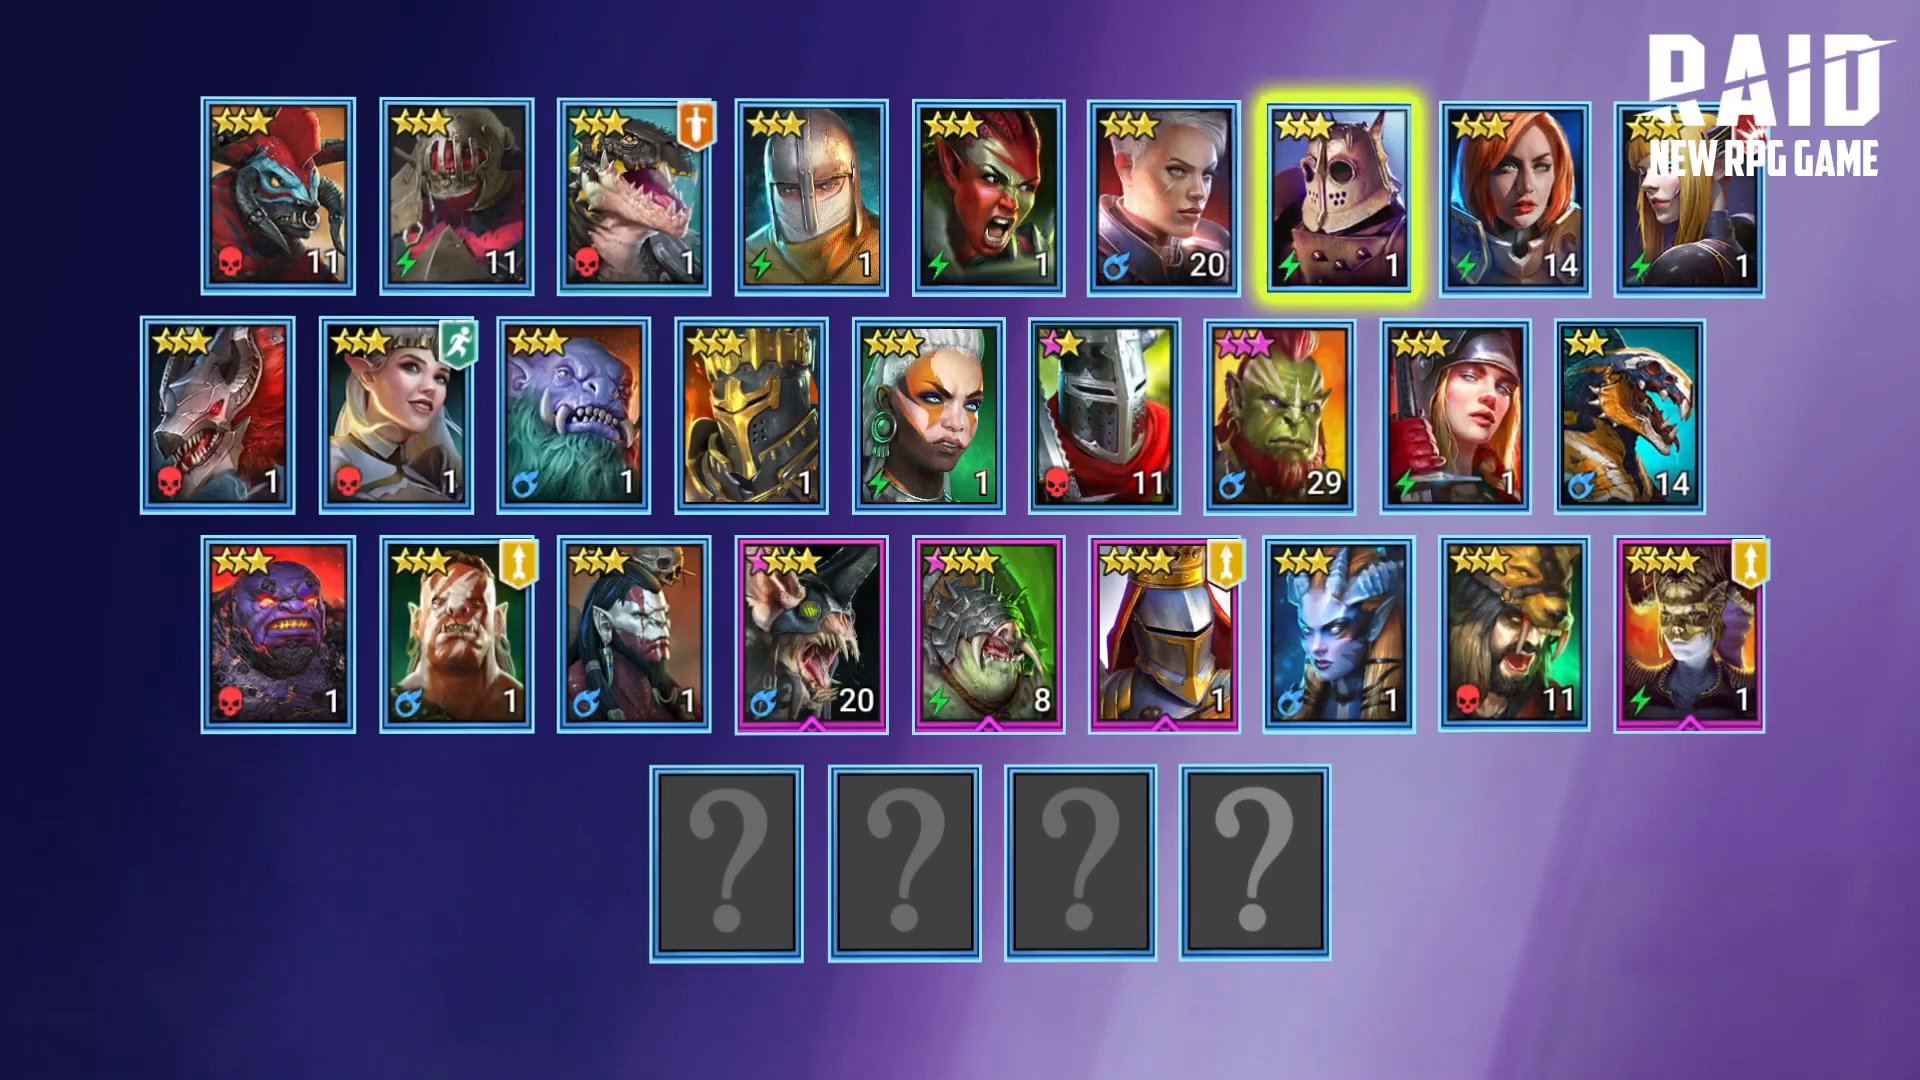 RAID
NEW RPG GAME
11 11 1 1 1 20 1 14 1
1 1 1 1 1 11 29 1 14
1 1 1 20 8 1 1 11 1
? ? ? ?